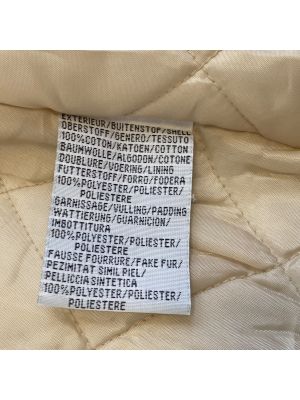 EXTERIEUR/BUITENSTOF/SHELL
OBERSTOFF/GENERO/TESSUTO
100%COTON/KATOEN/COTTON
BAUMWOLLE/ALGODON/COTONE
DOUBLURE/VOERING/LINING
FUTTERSTOFF/FORRO/FODERA
100%POLYESTER/POLIESTER/
POLIESTERE
GARNISSAGE/VULLING/PADDING
WATTIERUNG/GUARNICION/
IMBOTTITURA
100%POLYESTER/POLIESTER/
POLIESTERE
FAUSSE FOURRURE/FAKE FUR/
PEZIMITAT SIMIL PIEL/
PELLICCIA SINTETICA
100%POLYESTER/POLIESTER/
POLIESTERE